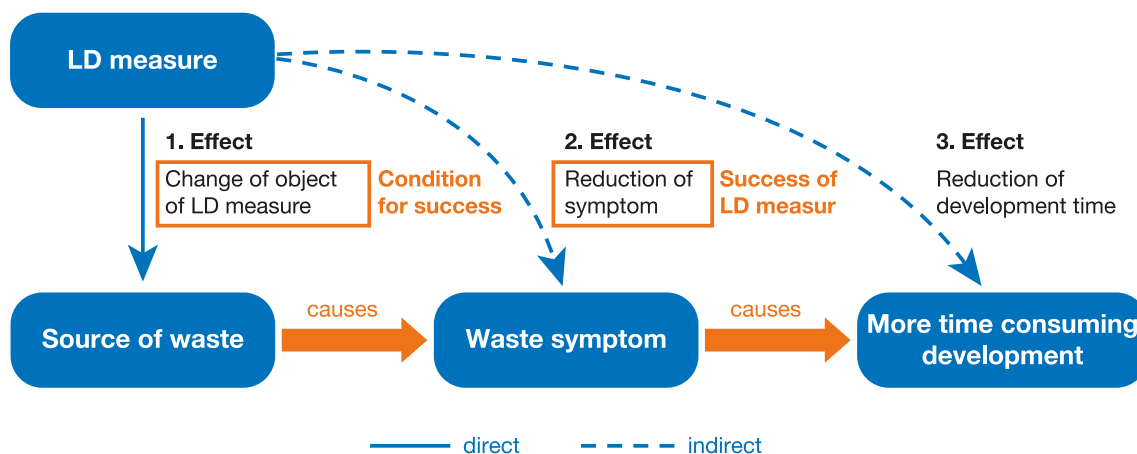 LD measure
1. Effect
Change of object
of LD measure
Condition
for success
2. Effect
Reduction of
symptom
Success of
LD measur
3. Effect
Reduction of
development time
Source of waste
causes
Waste symptom
causes
More time consuming
development
direct
indirect